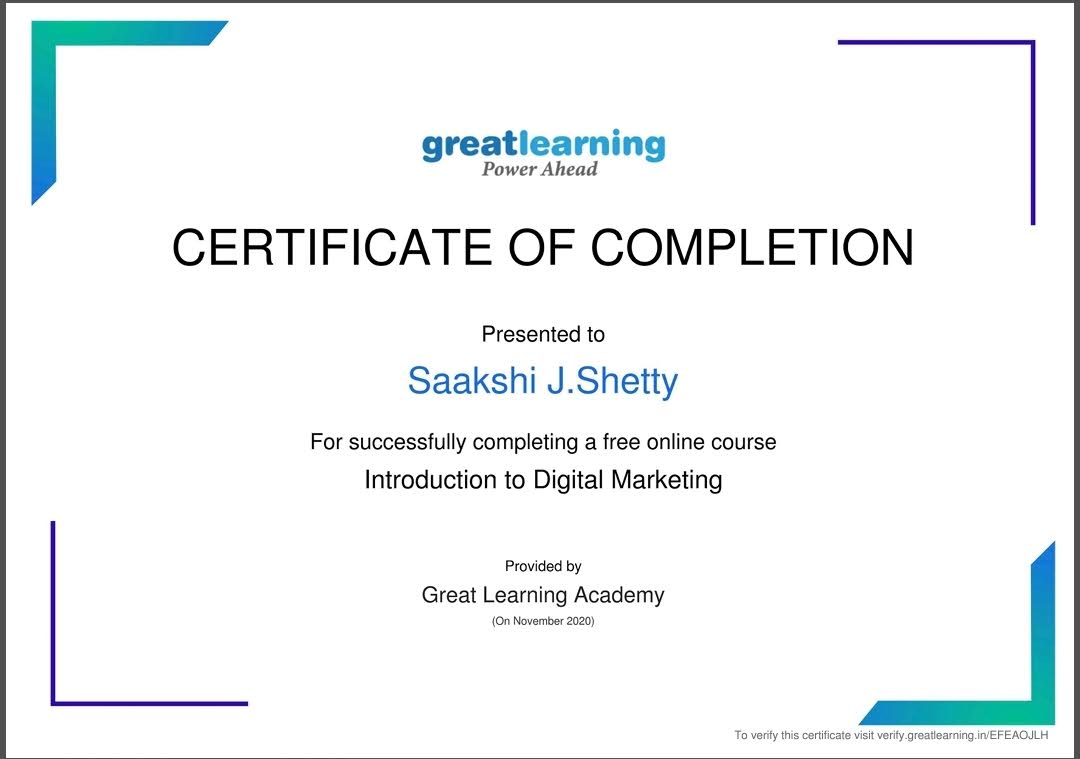 greatlearning
Power Ahead
CERTIFICATE OF COMPLETION
Presented to
Saakshi J.Shetty
For successfully completing a free online course
Introduction to Digital Marketing
Provided by
Great Learning Academy
(On November 2020)
To verify this certificate visit verify.greatlearning.in/EFEAOJLH